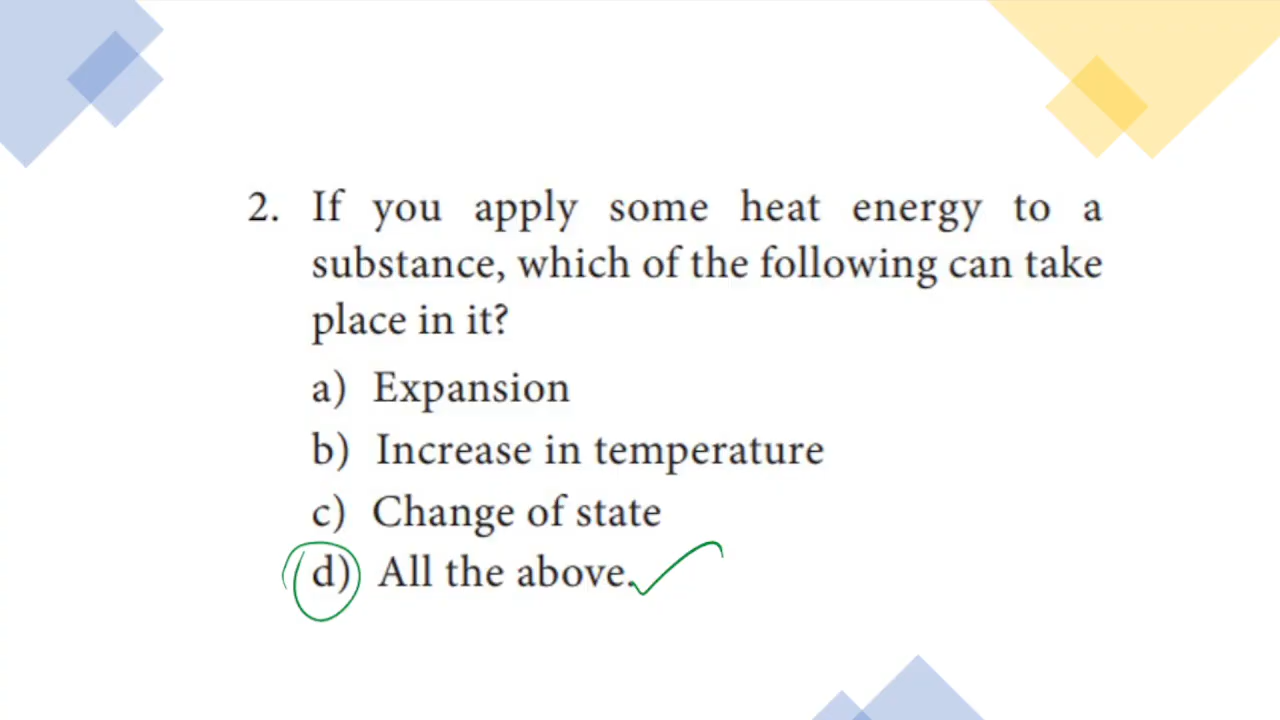 2. If you apply some heat energy to a
substance, which of the following can take
place in it?
a) Expansion
b) Increase in temperature
c) Change of state
d) All the above.